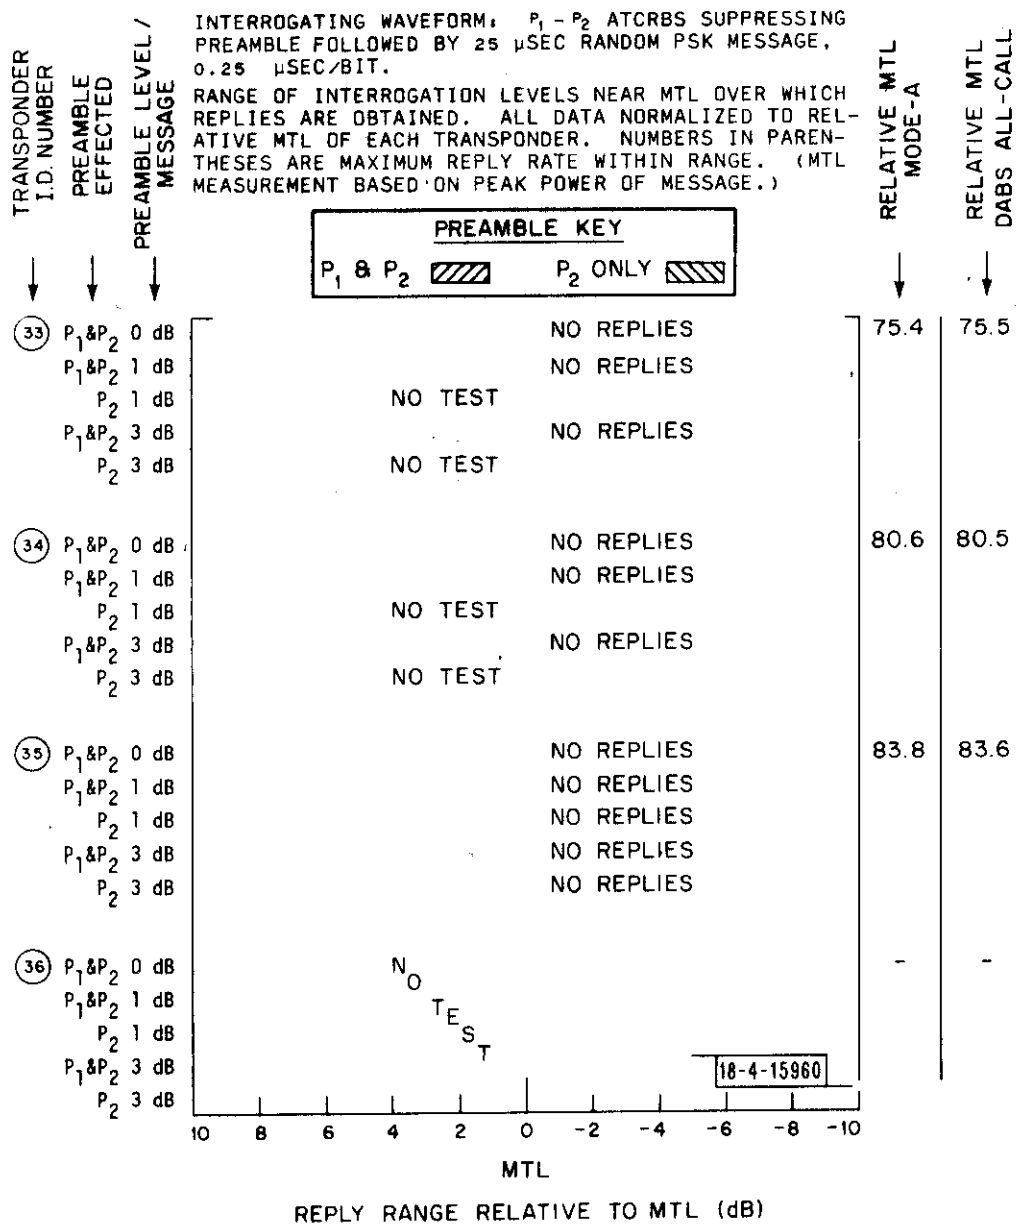 TRANSPONDER
I.D. NUMBER
PREAMBLE
EFFECTED
PREAMBLE LEVEL /
MESSAGE
INTERROGATING WAVEFORM: P1 - P2 ATCRBS SUPPRESSING
PREAMBLE FOLLOWED BY 25 μSEC RANDOM PSK MESSAGE,
0.25 μSEC/BIT.
RANGE OF INTERROGATION LEVELS NEAR MTL OVER WHICH
REPLIES ARE OBTAINED. ALL DATA NORMALIZED TO REL-
ATIVE MTL OF EACH TRANSPONDER. NUMBERS IN PAREN-
THESES ARE MAXIMUM REPLY RATE WITHIN RANGE. (MTL
MEASUREMENT BASED ON PEAK POWER OF MESSAGE.)
RELATIVE MTL
MODE-A
RELATIVE MTL
DABS ALL-CALL
PREAMBLE KEY
P1 & P2 P2 ONLY
33 P1&P2 0 dB NO REPLIES 75.4 75.5
P1&P2 1 dB NO REPLIES
P2 1 dB NO TEST
P1&P2 3 dB NO REPLIES
P2 3 dB NO TEST
34 P1&P2 0 dB NO REPLIES 80.6 80.5
P1&P2 1 dB NO REPLIES
P2 1 dB NO TEST
P1&P2 3 dB NO REPLIES
P2 3 dB NO TEST
35 P1&P2 0 dB NO REPLIES 83.8 83.6
P1&P2 1 dB NO REPLIES
P2 1 dB NO REPLIES
P1&P2 3 dB NO REPLIES
P2 3 dB NO REPLIES
36 P1&P2 0 dB NO TEST - -
P1&P2 1 dB
P2 1 dB
P1&P2 3 dB
18-4-15960
P2 3 dB
10 8 6 4 2 0 -2 -4 -6 -8 -10
MTL
REPLY RANGE RELATIVE TO MTL (dB)